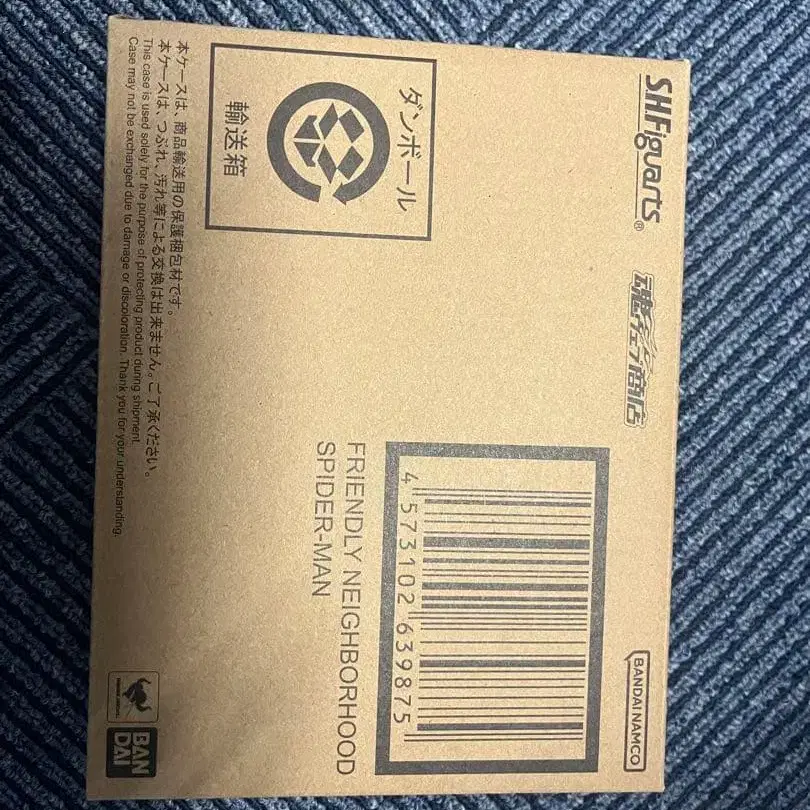 S.H.Figuarts®
魂ウェブ商店
ダンボール
輸送箱
4 573102 639875
FRIENDLY NEIGHBORHOOD
SPIDER-MAN
本ケースは、商品輸送用の保護梱包材です。
本ケースは、つぶれ、汚れ等による交換は出来ません。ご了承ください。
This case is used solely for the purpose of protecting product during shipment.
Case may not be exchanged due to damage or discoloration. Thank you for your understanding.
BANDAI NAMCO
BAN
DAI